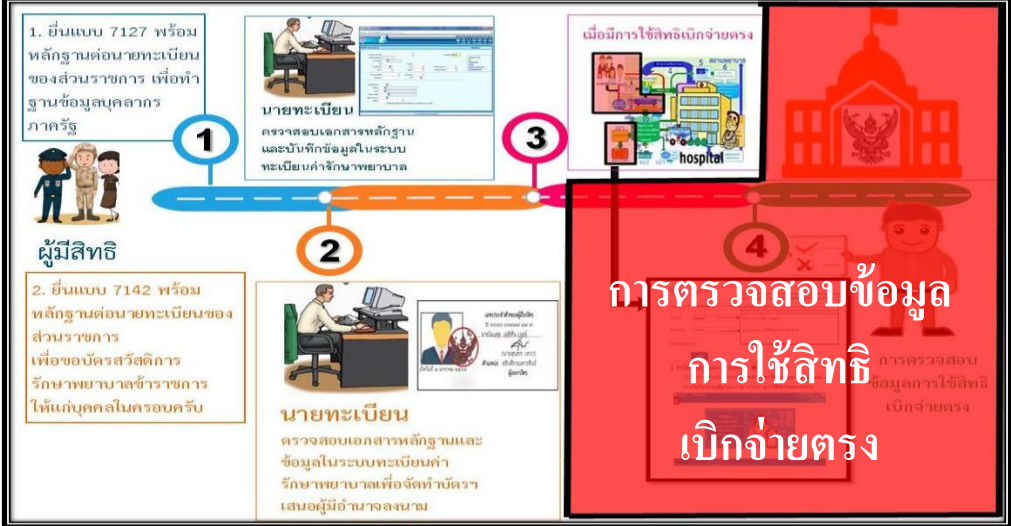 1. ยื่นแบบ 7127 พร้อม
หลักฐานต่อนายทะเบียน
ของส่วนราชการ เพื่อทำ
ฐานข้อมูลบุคลากร
ภาครัฐ
1
ผู้มีสิทธิ
2. ยื่นแบบ 7142 พร้อม
หลักฐานต่อนายทะเบียนของ
ส่วนราชการ
เพื่อขอบัตรสวัสดิการ
รักษาพยาบาลข้าราชการ
ให้แก่บุคคลในครอบครับ
นายทะเบียน
ตรวาสอบเอกสารหลักฐาน
และบันทึกข้อมูลในระบบ
ทะเบียนค่ารักษาพยาบาล
2
นายทะเบียน
ตรวจสอบเอกสารหลักฐานและ
ข้อมูลในระบบทะเบียนค่า
รักษาพยาบาลเพื่อจัดทำบัตรฯ
เสนอผู้มีอำนาจลงนาม
3
เมื่อมีการใช้สิทธิเบิกจ่ายตรง
สถานพยาบาล
6
5
hospital
4
การตรวจสอบข้อมูล
การใช้สิทธิ
เบิกจ่ายตรง
การตรวจสอบ
ข้อมูลการใช้สิทธิ
เบิกจ่ายตรง